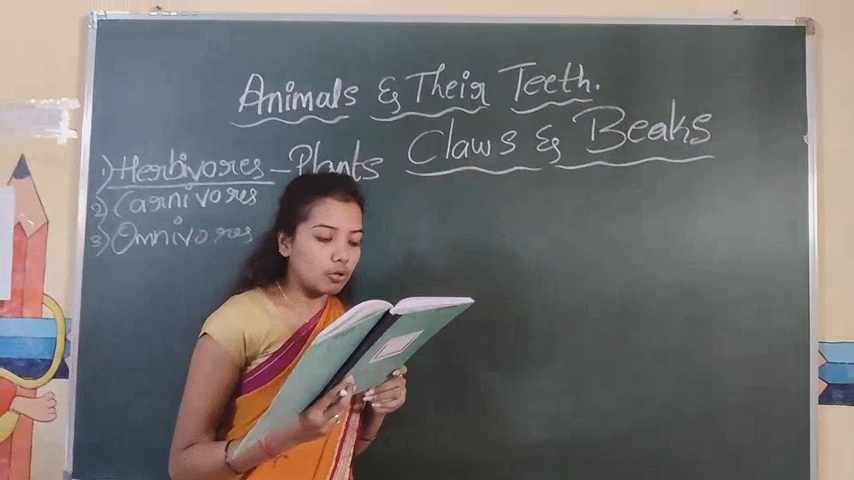 Animals & Their Teeth.
Claws & Beaks
1) Herbivores - Plants
2) Carnivores
3) Omnivores